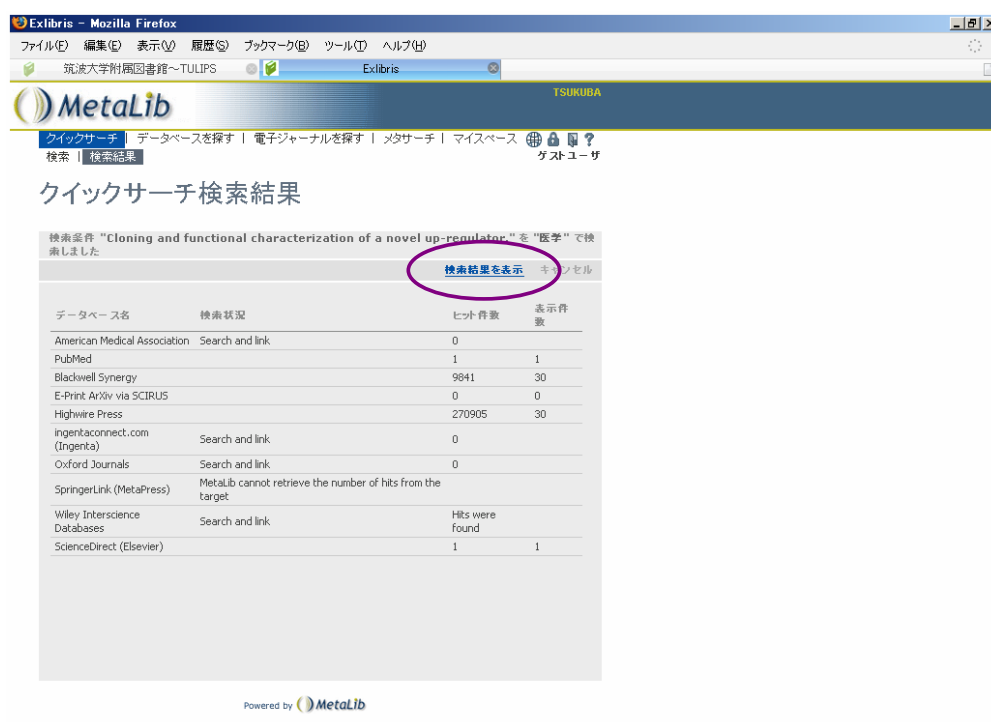 Exlibris - Mozilla Firefox
ファイル(F) 編集(E) 表示(V) 履歴(S) ブックマーク(B) ツール(T) ヘルプ(H)
筑波大学附属図書館~TULIPS Exlibris
MetaLib TSUKUBA
クイックサーチ | データベースを探す | 電子ジャーナルを探す | メタサーチ | マイスペース ?
検索 | 検索結果 ゲストユーザ
クイックサーチ検索結果
検索条件 "Cloning and functional characterization of a novel up-regulator," を "医学" で検
索しました
検索結果を表示 キャンセル
データベース名 検索状況 ヒット件数 表示件
数
American Medical Association Search and link 0
PubMed 1 1
Blackwell Synergy 9841 30
E-Print ArXiv via SCIRUS 0 0
Highwire Press 270905 30
ingentaconnect.com
(Ingenta) Search and link 0
Oxford Journals Search and link 0
SpringerLink (MetaPress) MetaLib cannot retrieve the number of hits from the
target
Wiley Interscience
Databases Search and link Hits were
found
ScienceDirect (Elsevier) 1 1
Powered by MetaLib